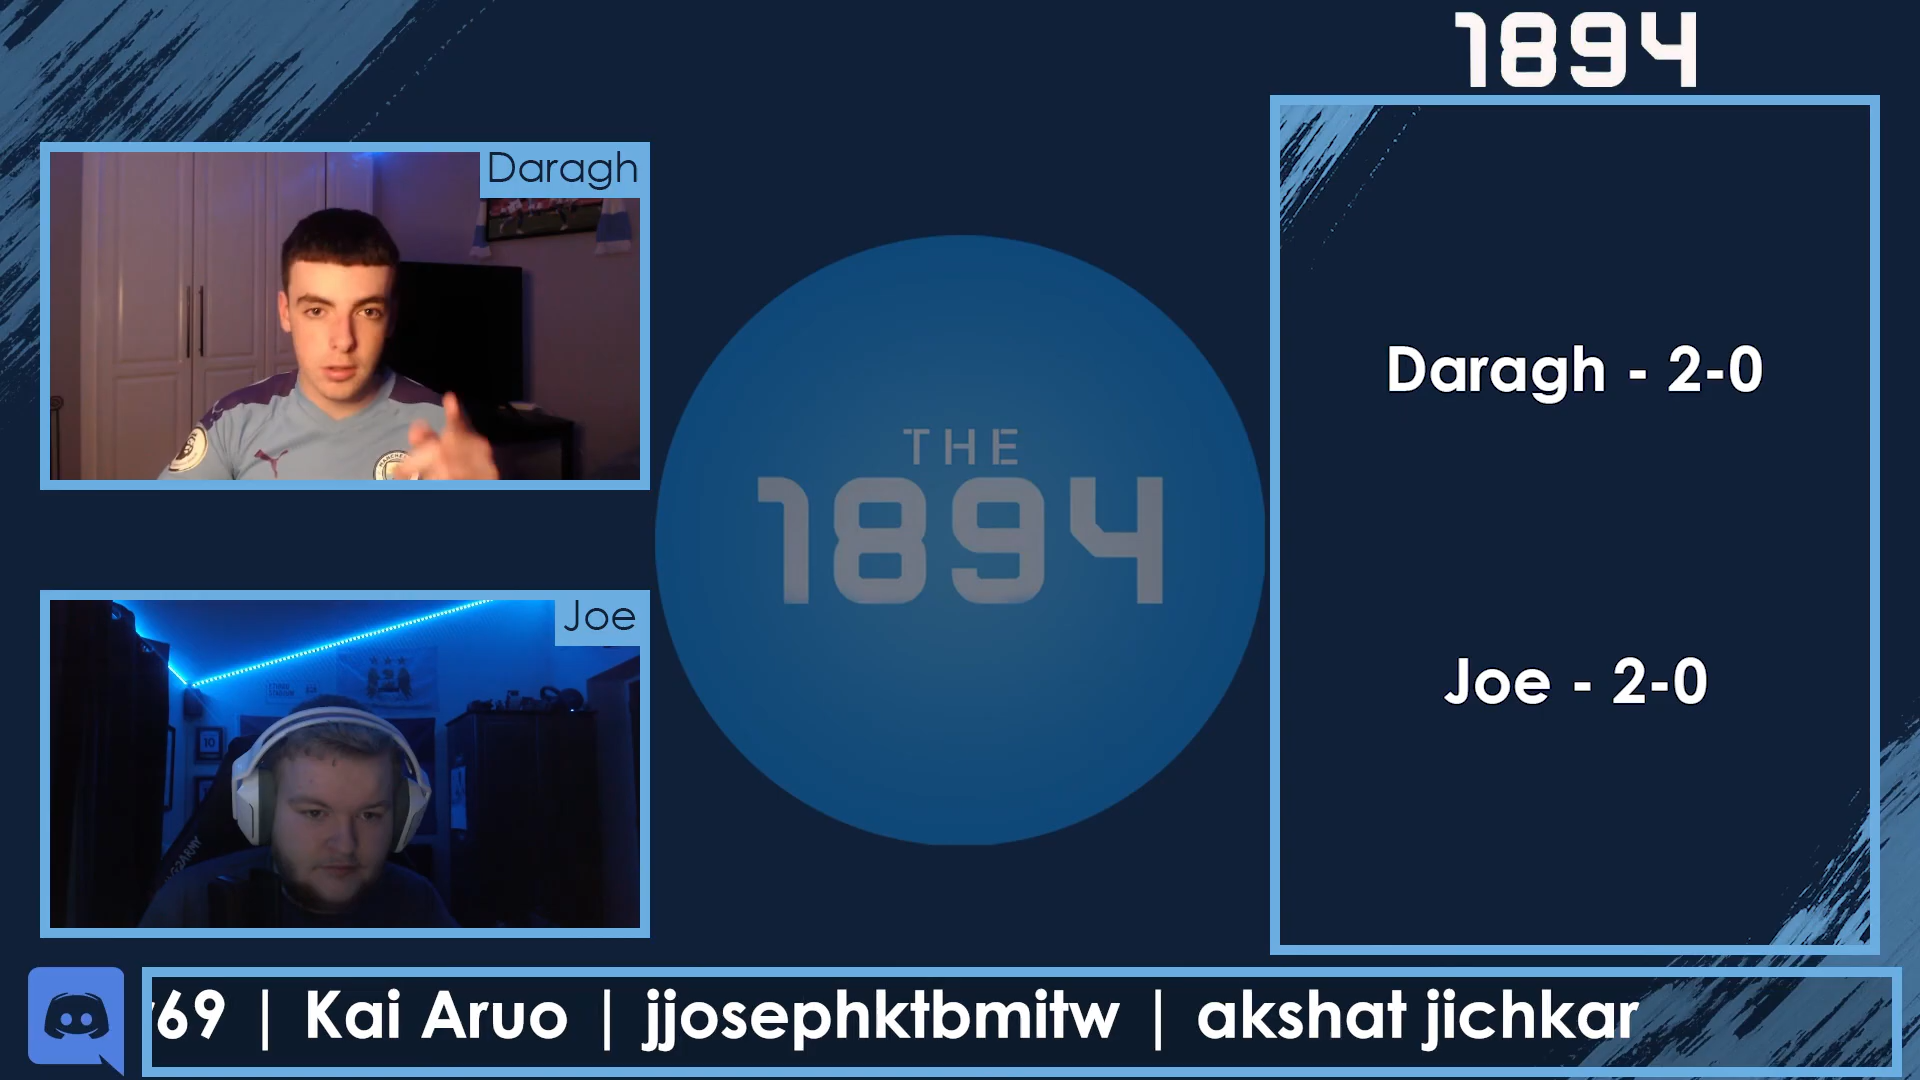 1894
Daragh
Daragh - 2-0
THE
1894
Joe
Joe - 2-0
69 | Kai Aruo | jjosephktbmitw | akshat jichkar